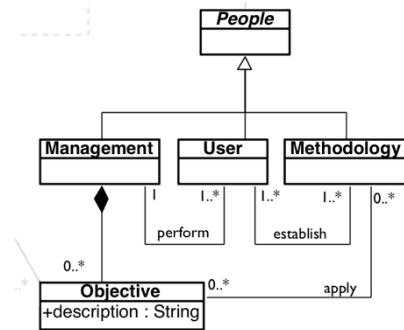 People
Management
User
Methodology
1
1..*
1..*
1..*
0..*
perform
establish
0..*
..*
0..*
apply
Objective
+description : String